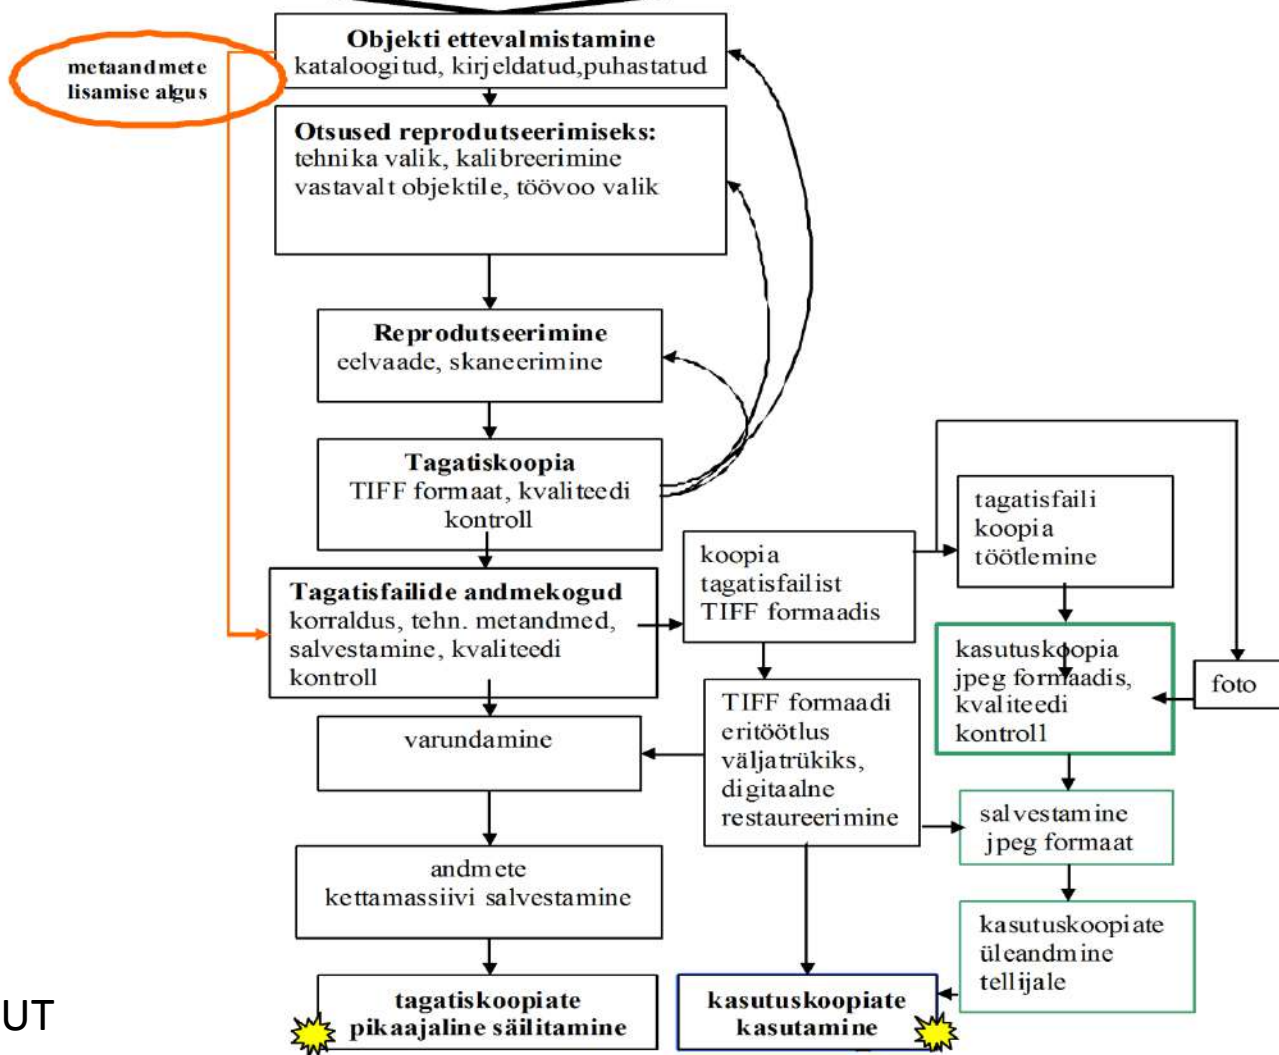 Objekti ettevalmistamine
kataloogitud, kirjeldatud,puhastatud
metaandmete
lisamise algus
Otsused reprodutseerimiseks:
tehnika valik, kalibreerimine
vastavalt objektile, töövoo valik
Reprodutseerimine
eelvaade, skaneerimine
Tagatiskoopia
TIFF formaat, kvaliteedi
kontroll
Tagatisfailide andmekogud
korraldus, tehn. metandmed,
salvestamine, kvaliteedi
kontroll
koopia
tagatisfailist
TIFF formaadis
tagatisfaili
koopia
töötlemine
kasutuskoopia
jpeg formaadis,
kvaliteedi
kontroll
foto
varundamine
TIFF formaadi
eritöötlus
väljatrükiks,
digitaalne
restaureerimine
salvestamine
jpeg formaat
andmete
kettamassiivi salvestamine
kasutuskoopiate
üleandmine
tellijale
tagatiskoopiate
pikaajaline säilitamine
kasutuskoopiate
kasutamine
UT